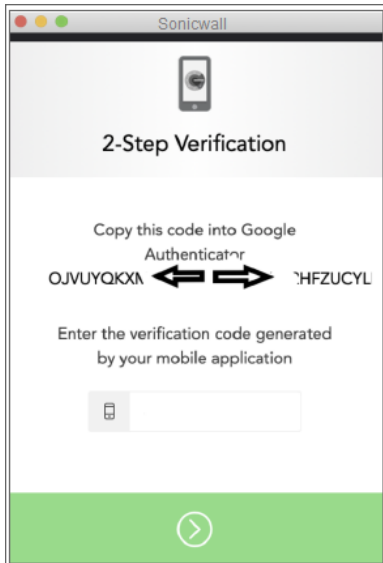 Sonicwall
2-Step Verification
Copy this code into Google
Authenticator
Enter the verification code generated
by your mobile application